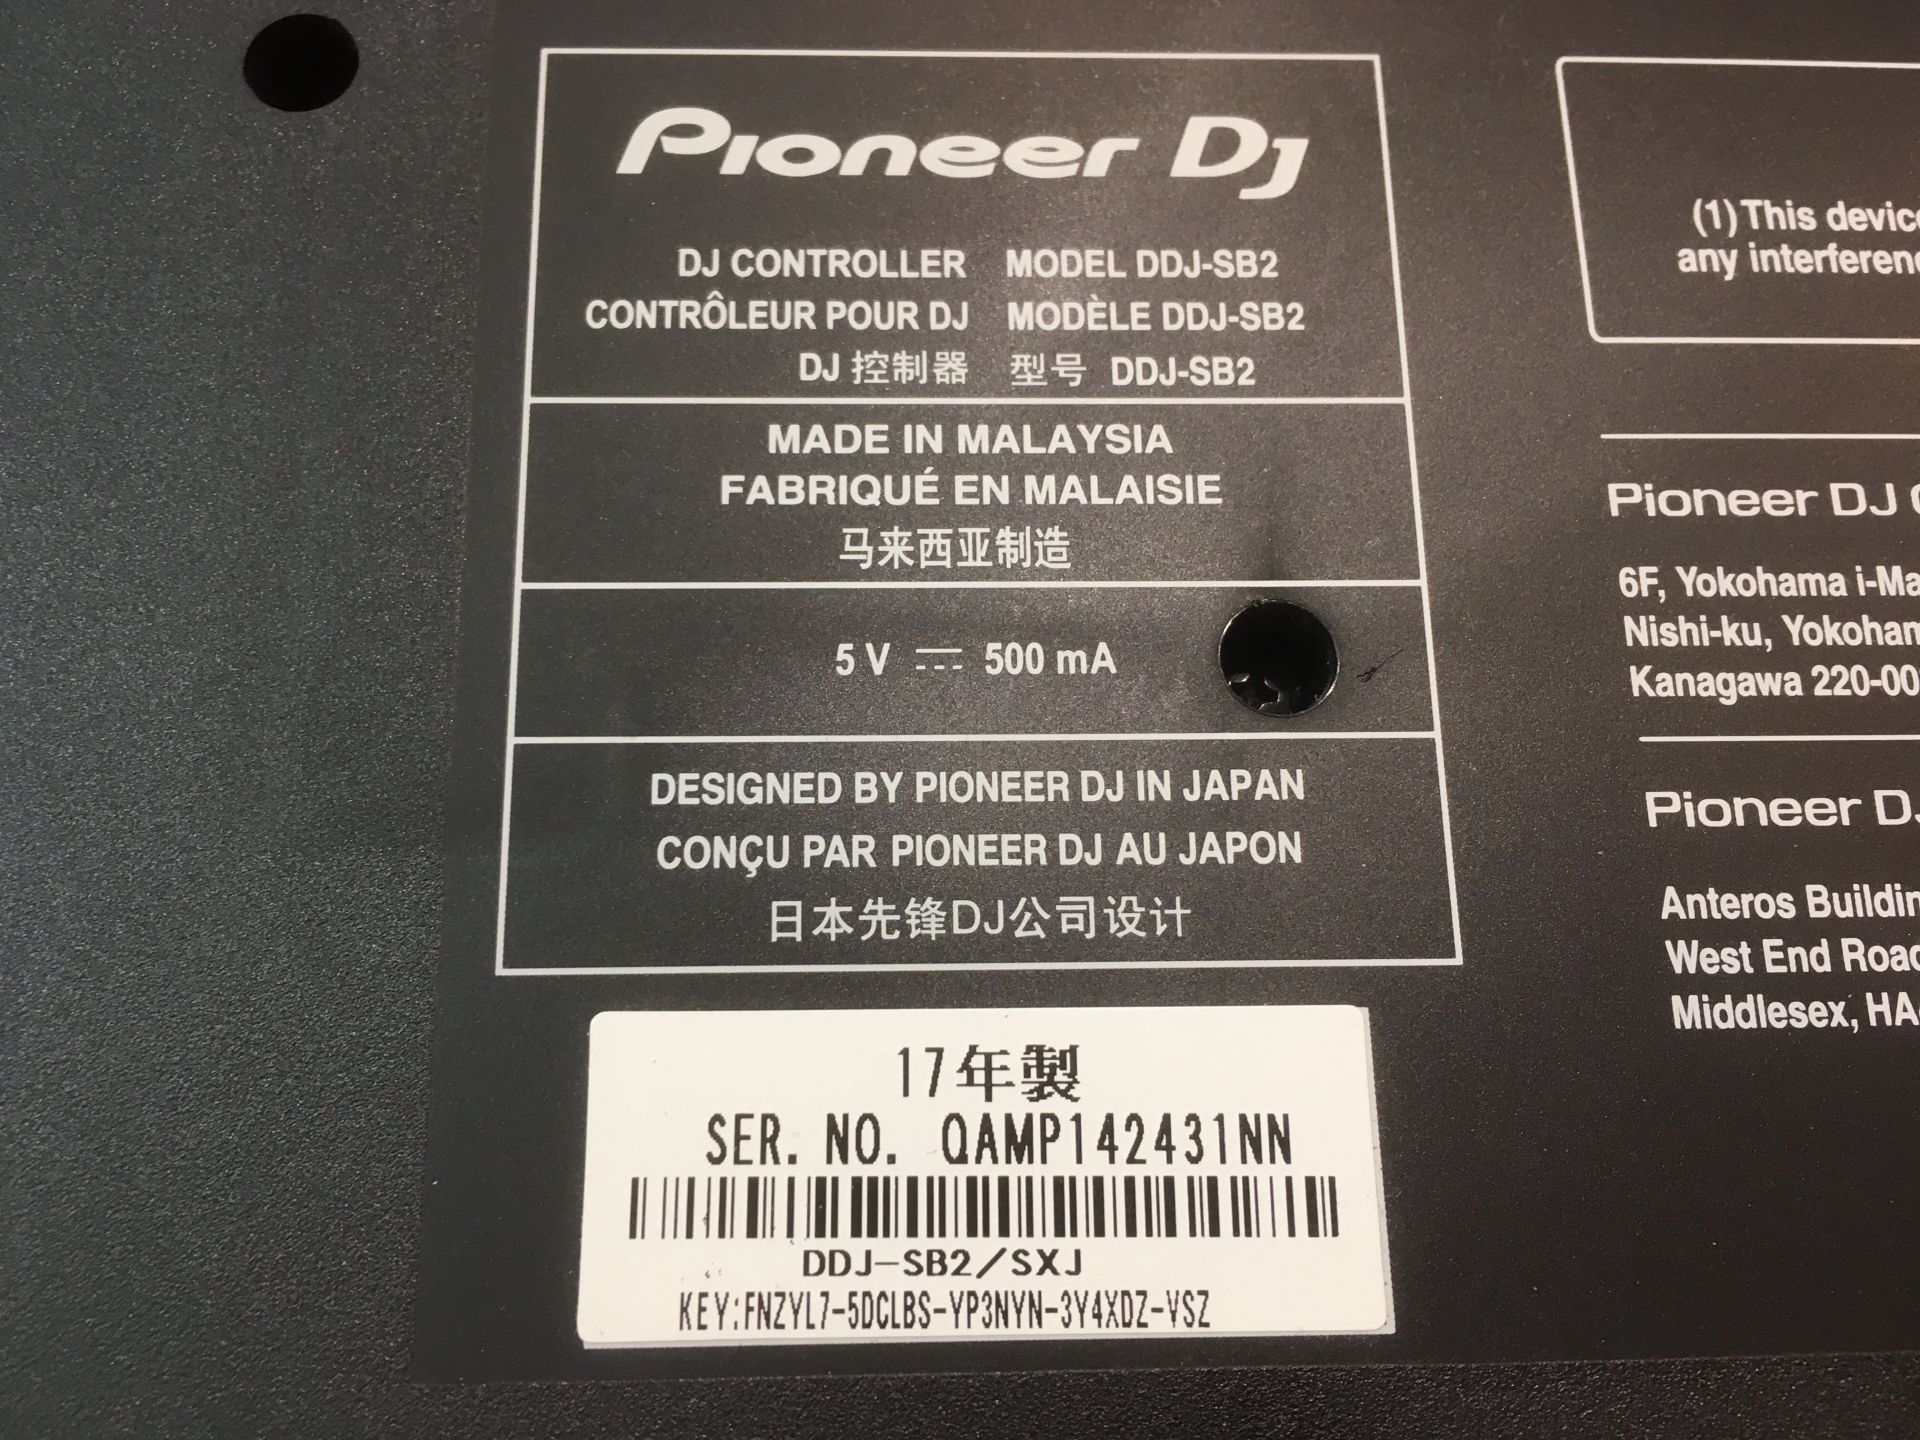 Pioneer DJ
DJ CONTROLLER MODEL DDJ-SB2
CONTRÔLEUR POUR DJ MODÈLE DDJ-SB2
DJ 控制器 型号 DDJ-SB2
MADE IN MALAYSIA
FABRIQUÉ EN MALAISIE
马来西亚制造
5 V ⎓ 500 mA
DESIGNED BY PIONEER DJ IN JAPAN
CONÇU PAR PIONEER DJ AU JAPON
日本先锋DJ公司设计
17年製
SER. NO. QAMP142431NN
DDJ-SB2/SXJ
KEY:FNZYL7-5DCLBS-YP3NYN-3Y4XDZ-VSZ
(1) This
any
Pioneer DJ
6F, Yokohama
Nishi-ku,
Kanagawa
Pioneer
Anteros
West End
Middlesex,